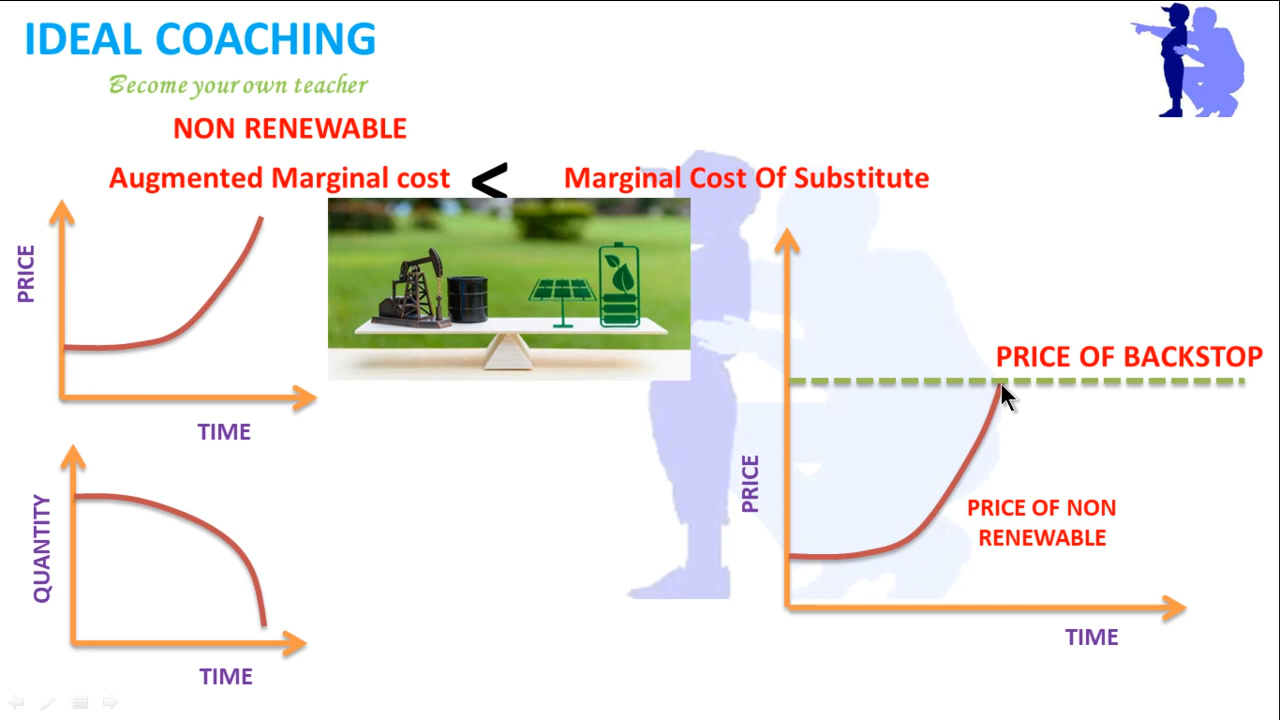 IDEAL COACHING
Become your own teacher
NON RENEWABLE
Augmented Marginal cost < Marginal Cost Of Substitute
PRICE
TIME
QUANTITY
TIME
PRICE OF BACKSTOP
PRICE
PRICE OF NON
RENEWABLE
TIME